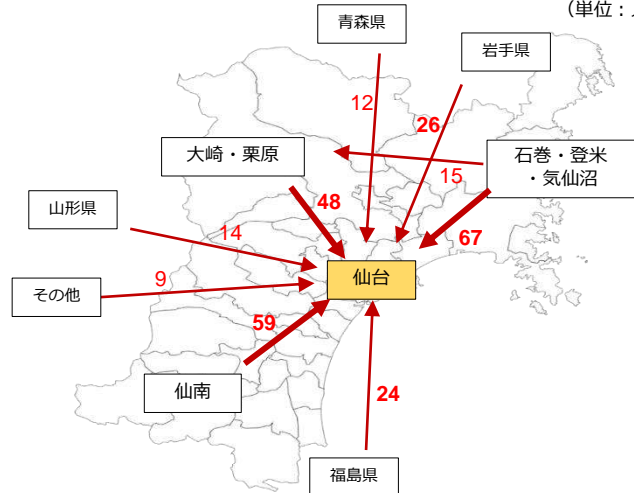 （単位：人
青森県
岩手県
12
26
大崎・栗原
石巻・登米
・気仙沼
15
48
山形県
14
67
仙台
9
その他
59
仙南
24
福島県